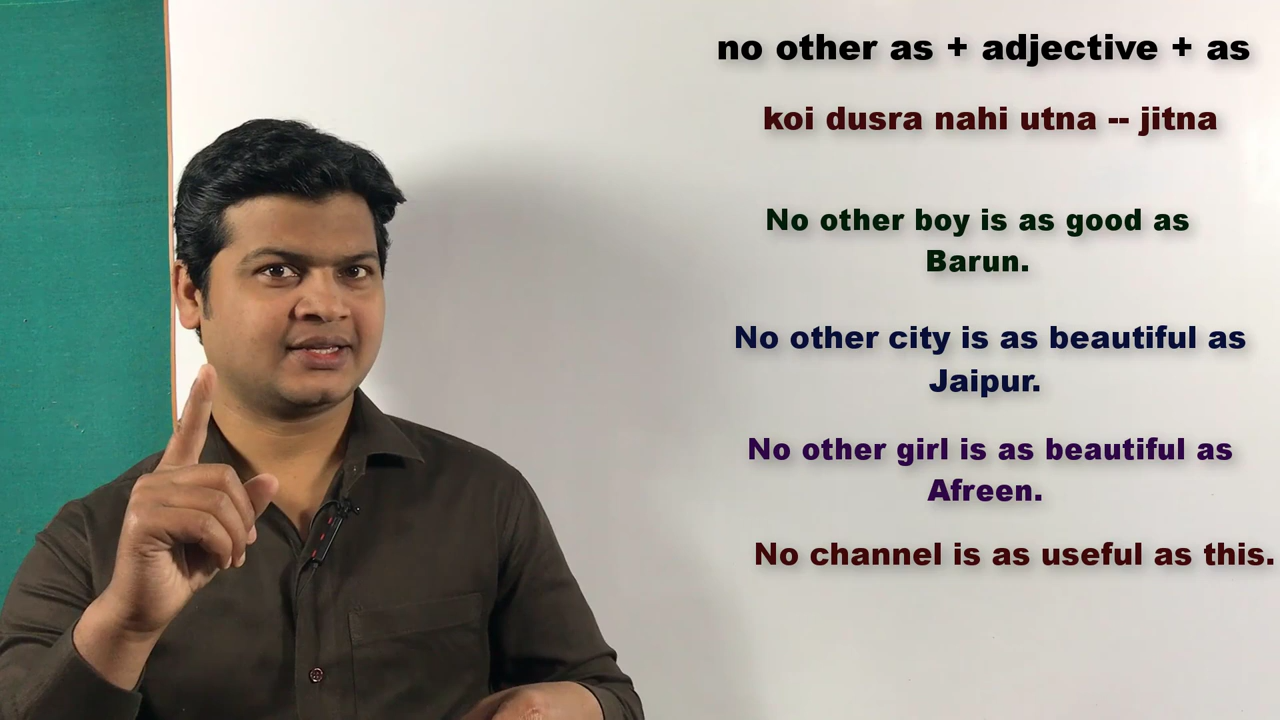 no other as + adjective + as
koi dusra nahi utna -- jitna
No other boy is as good as
Barun.
No other city is as beautiful as
Jaipur.
No other girl is as beautiful as
Afreen.
No channel is as useful as this.